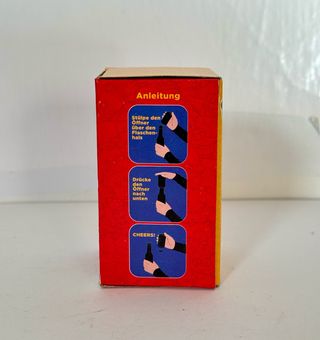 Anleitung
Stülpe den
Öffner
über den
Flaschen-
hals
Drücke
den
Öffner
nach
unten
CHEERS!